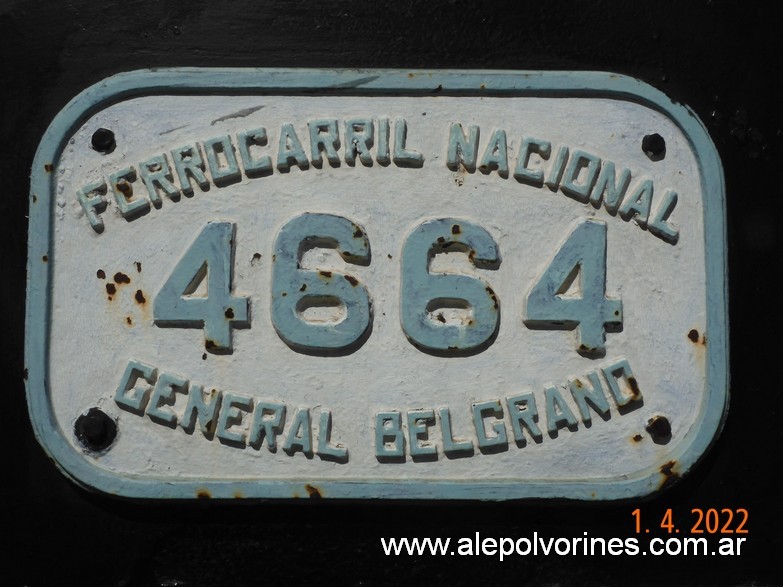 FERROCARRIL NACIONAL
4664
GENERAL BELGRANO
1. 4. 2022
www.alepolvorines.com.ar